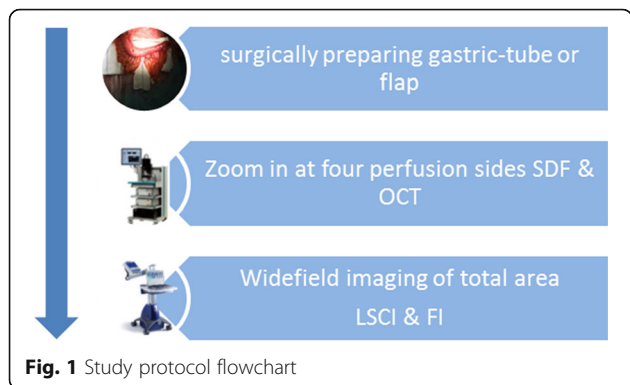 surgically preparing gastric-tube or
flap
Zoom in at four perfusion sides SDF &
OCT
Widefield imaging of total area
LSCI & FI
Fig. 1 Study protocol flowchart